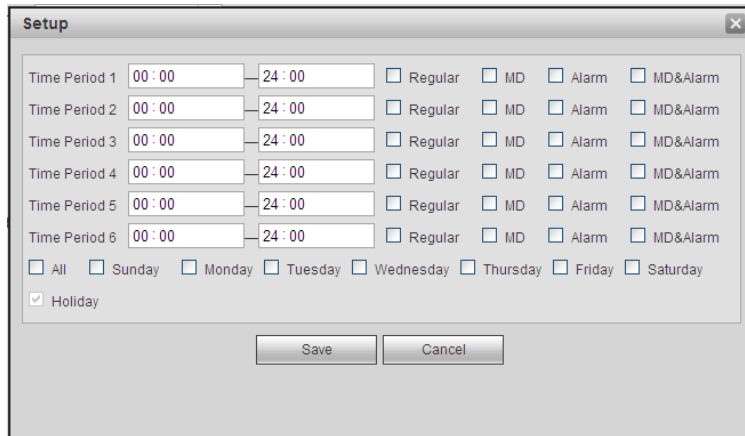 Setup
Time Period 1 00:00 — 24:00 Regular MD Alarm MD&Alarm
Time Period 2 00:00 — 24:00 Regular MD Alarm MD&Alarm
Time Period 3 00:00 — 24:00 Regular MD Alarm MD&Alarm
Time Period 4 00:00 — 24:00 Regular MD Alarm MD&Alarm
Time Period 5 00:00 — 24:00 Regular MD Alarm MD&Alarm
Time Period 6 00:00 — 24:00 Regular MD Alarm MD&Alarm
All Sunday Monday Tuesday Wednesday Thursday Friday Saturday
Holiday
Save Cancel